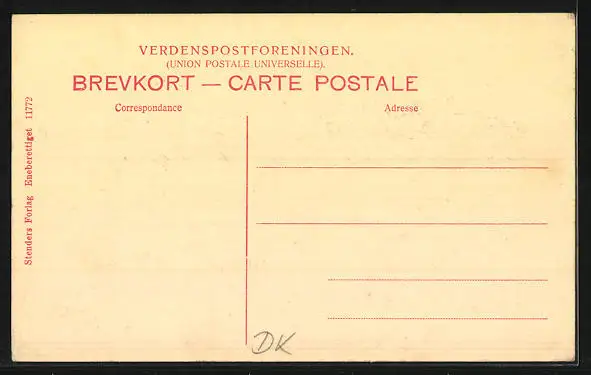 VERDENSPOSTFORENINGEN.
(UNION POSTALE UNIVERSELLE).
BREVKORT — CARTE POSTALE
Correspondance
Adresse
Stenders Forlag Eneberettiget 11772
DK